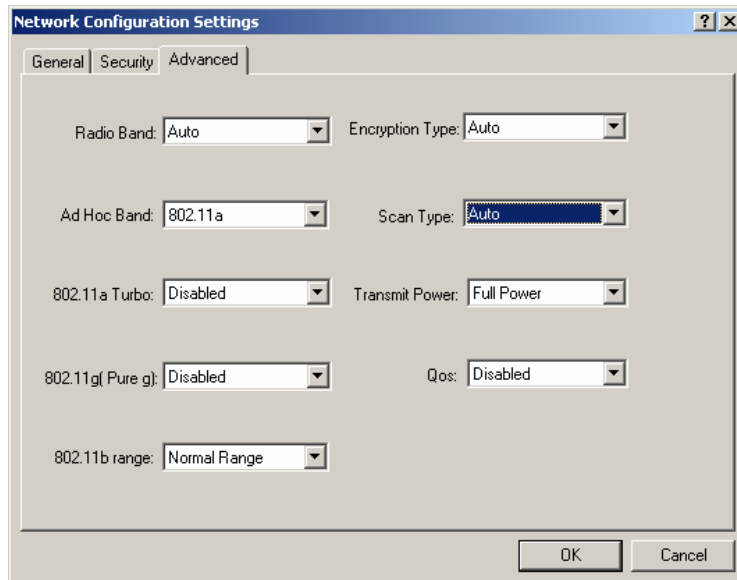 Network Configuration Settings
General Security Advanced
Radio Band: Auto Encryption Type: Auto
Ad Hoc Band: 802.11a Scan Type: Auto
802.11a Turbo: Disabled Transmit Power: Full Power
802.11g( Pure g): Disabled Qos: Disabled
802.11b range: Normal Range
OK Cancel